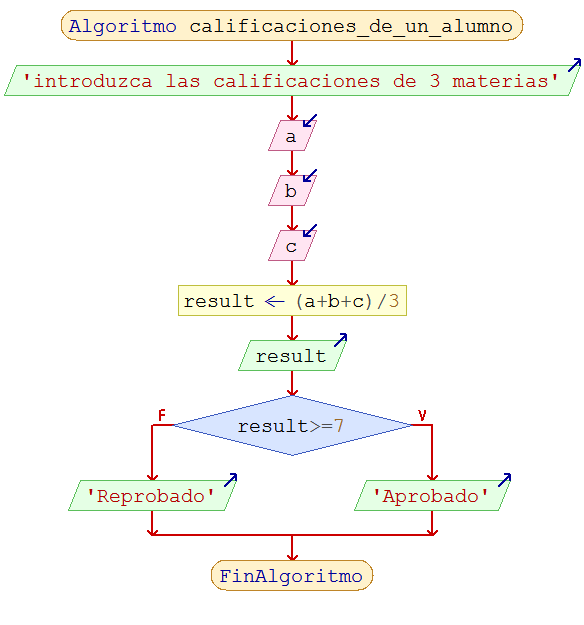 Algoritmo calificaciones_de_un_alumno
'introduzca las calificaciones de 3 materias'
a
b
c
result ← (a+b+c)/3
result
F
V
result>=7
'Reprobado'
'Aprobado'
FinAlgoritmo